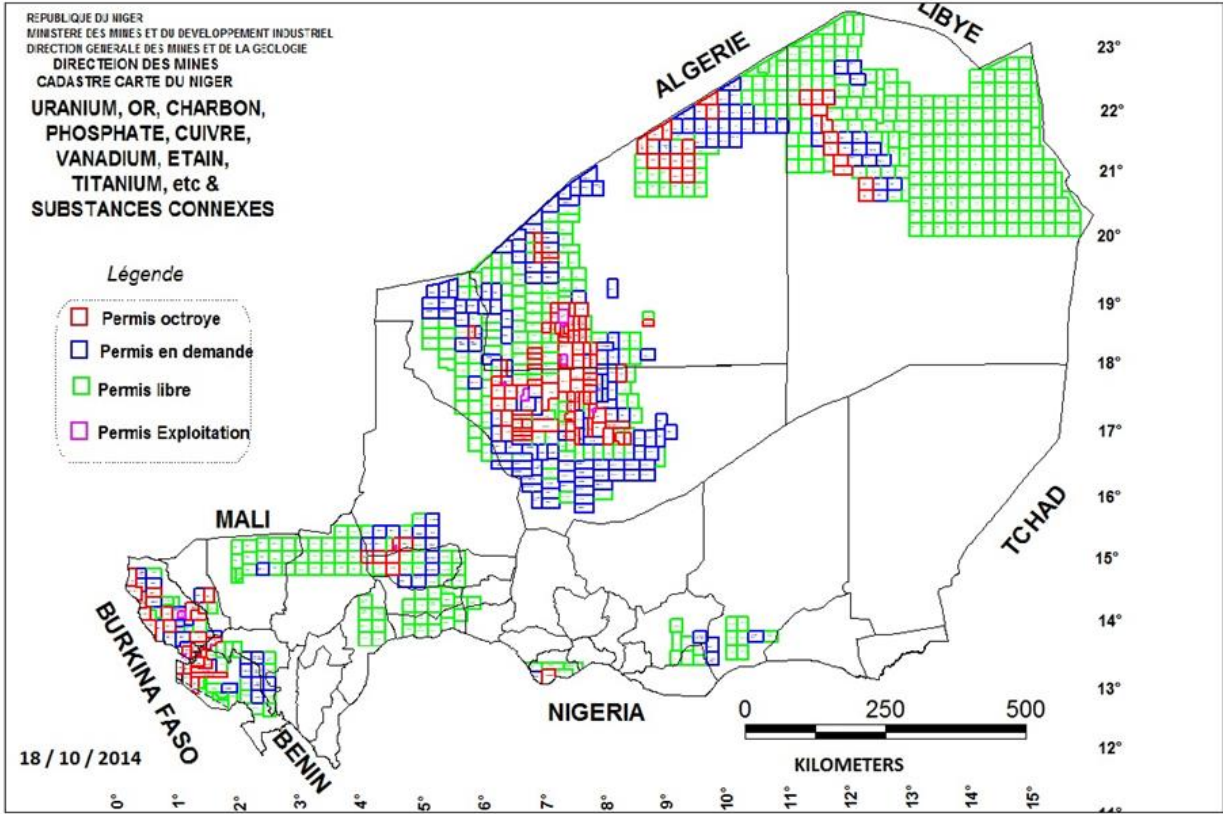 REPUBLIQUE DU NIGER
MINISTERE DES MINES ET DU DEVELOPPEMENT INDUSTRIEL
DIRECTION GENERALE DES MINES ET DE LA GEOLOGIE
DIRECTEION DES MINES
CADASTRE CARTE DU NIGER
URANIUM, OR, CHARBON,
PHOSPHATE, CUIVRE,
VANADIUM, ETAIN,
TITANIUM, etc &
SUBSTANCES CONNEXES
Légende
Permis octroye
Permis en demande
Permis libre
Permis Exploitation
ALGERIE
LIBYE
MALI
TCHAD
BURKINA FASO
BENIN
NIGERIA
23°
22°
21°
20°
19°
18°
17°
16°
15°
14°
13°
12°
11°
0 250 500
KILOMETERS
18 / 10 / 2014
0° 1° 2° 3° 4° 5° 6° 7° 8° 9° 10° 11° 12° 13° 14° 15°